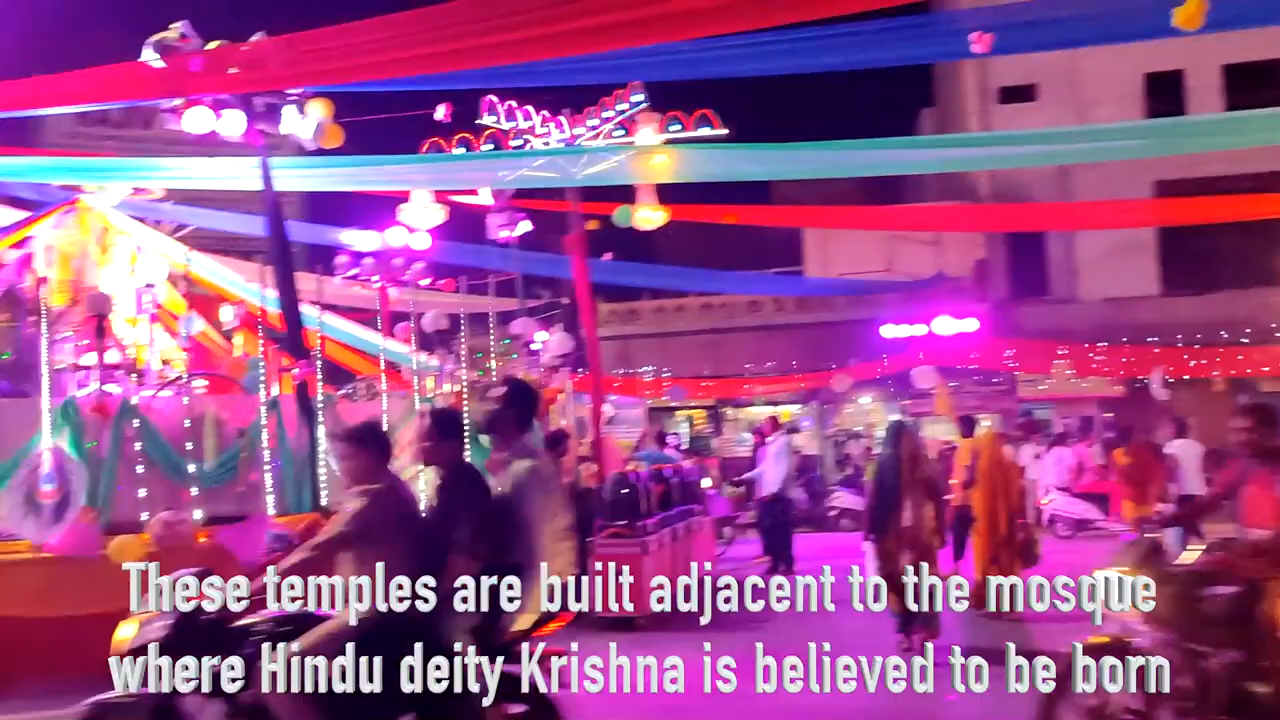 These temples are built adjacent to the mosque
where Hindu deity Krishna is believed to be born